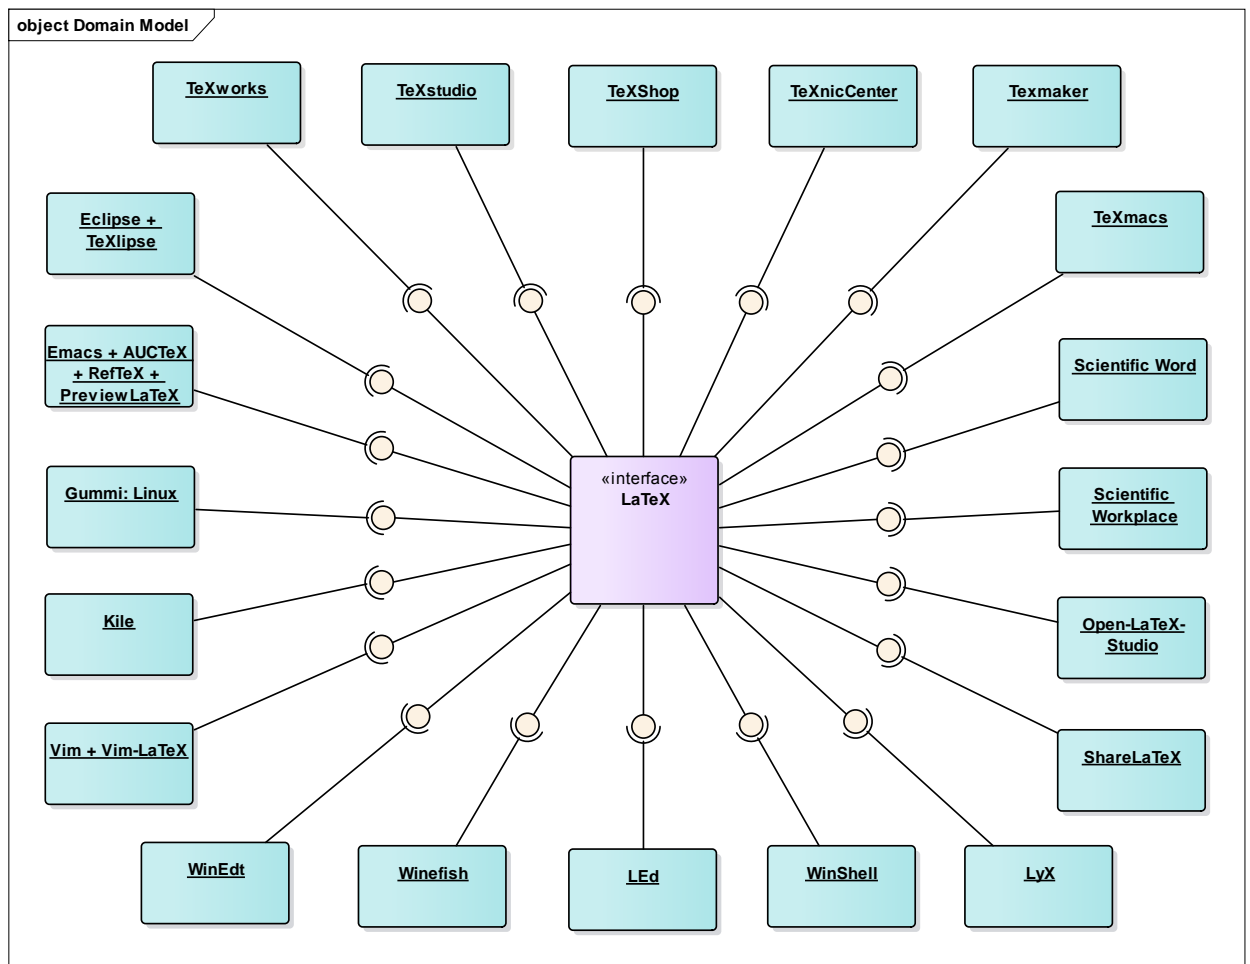 object Domain Model
TeXworks
TeXstudio
TeXShop
TeXnicCenter
Texmaker
Eclipse +
TeXlipse
TeXmacs
Emacs + AUCTeX
+ RefTeX +
PreviewLaTeX
Scientific Word
«interface»
LaTeX
Gummi: Linux
Scientific
Workplace
Kile
Open-LaTeX-
Studio
Vim + Vim-LaTeX
ShareLaTeX
WinEdt
Winefish
LEd
WinShell
LyX